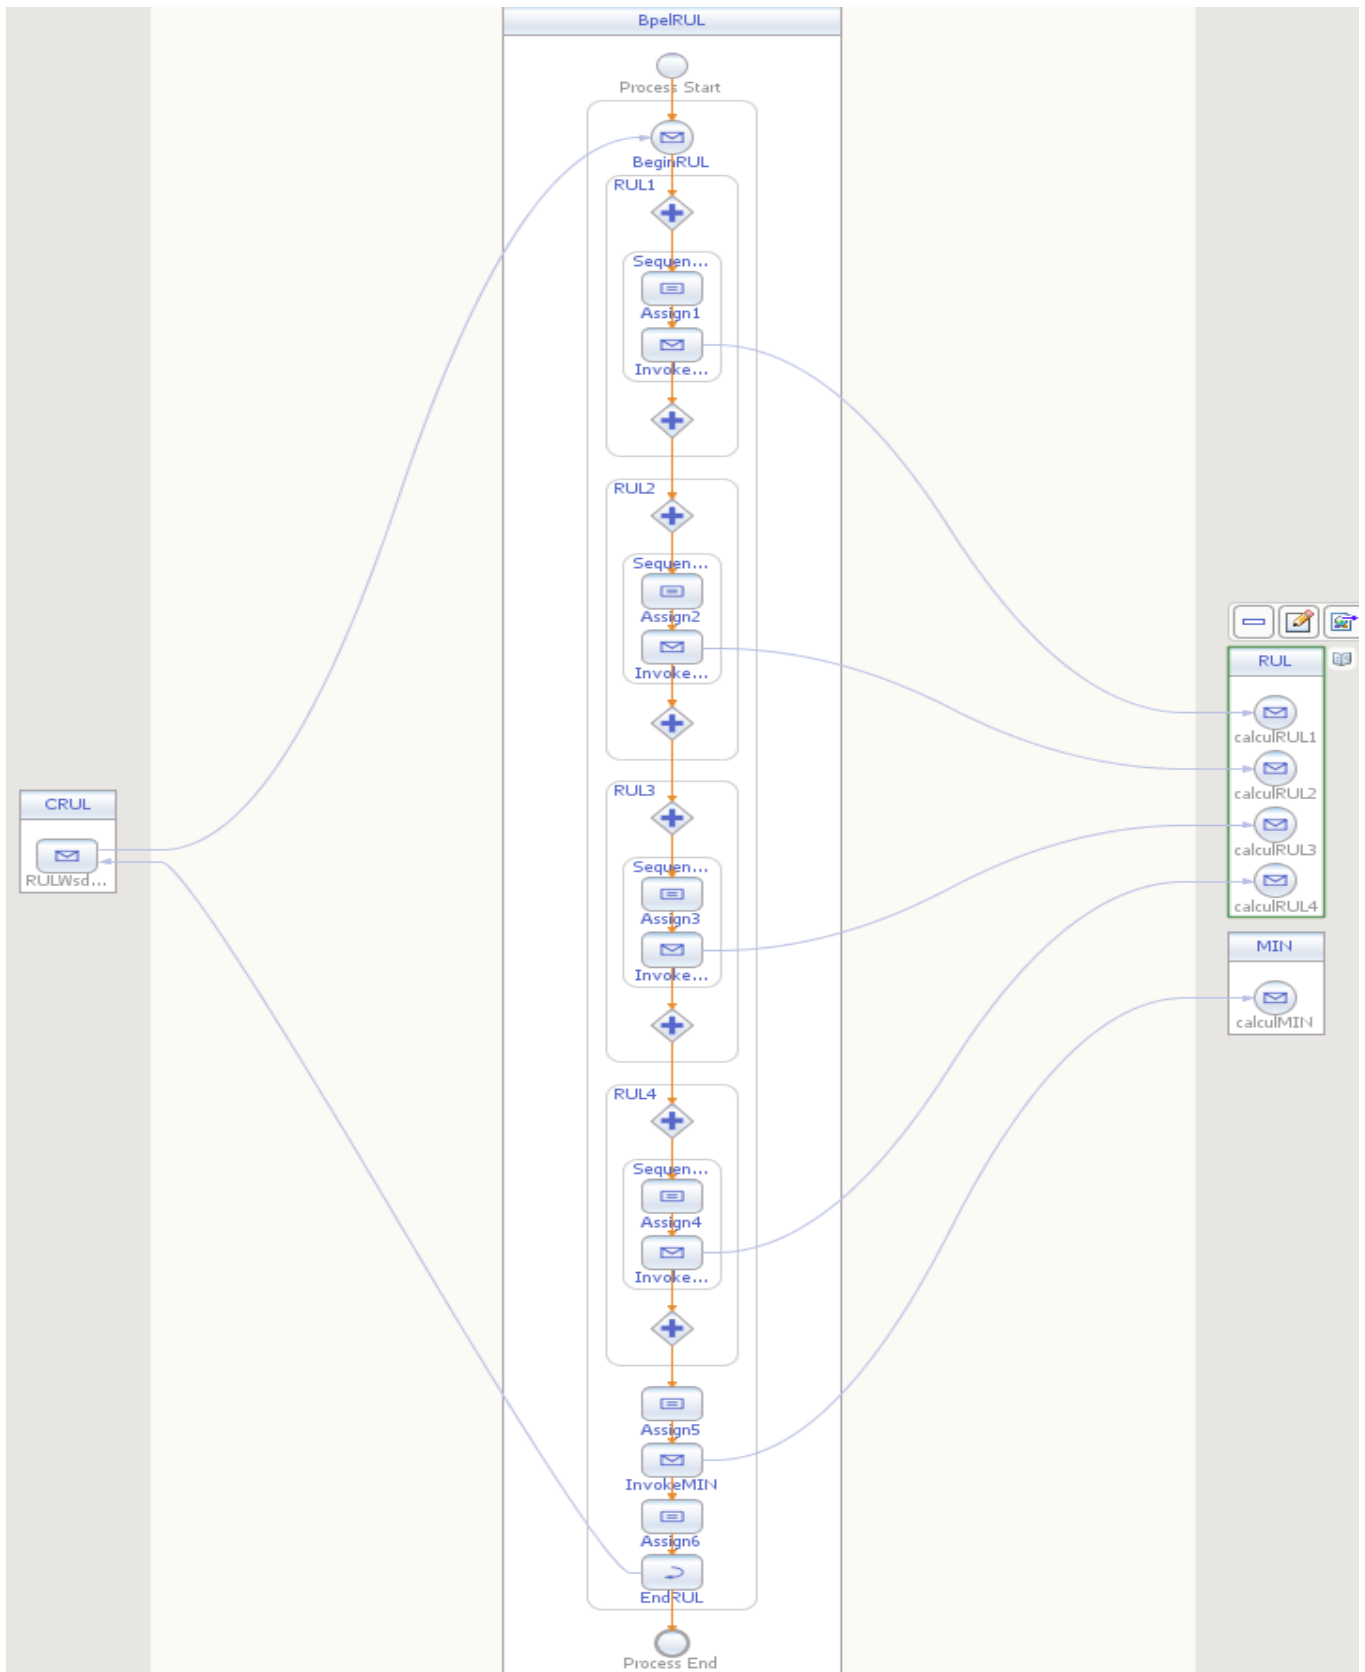 BpelRUL
Process Start
BeginRUL
RUL1
Sequen...
Assign1
Invoke...
RUL2
Sequen...
Assign2
Invoke...
RUL3
Sequen...
Assign3
Invoke...
RUL4
Sequen...
Assign4
Invoke...
Assign5
InvokeMIN
Assign6
EndRUL
Process End
CRUL
RULWsd...
RUL
calculRUL1
calculRUL2
calculRUL3
calculRUL4
MIN
calculMIN